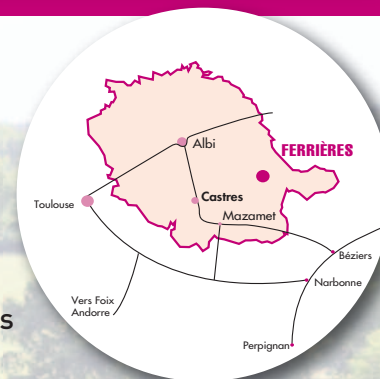 Albi
FERRIÈRES
Castres
Toulouse
Mazamet
Béziers
Narbonne
Vers Foix
Andorre
S
Perpignan